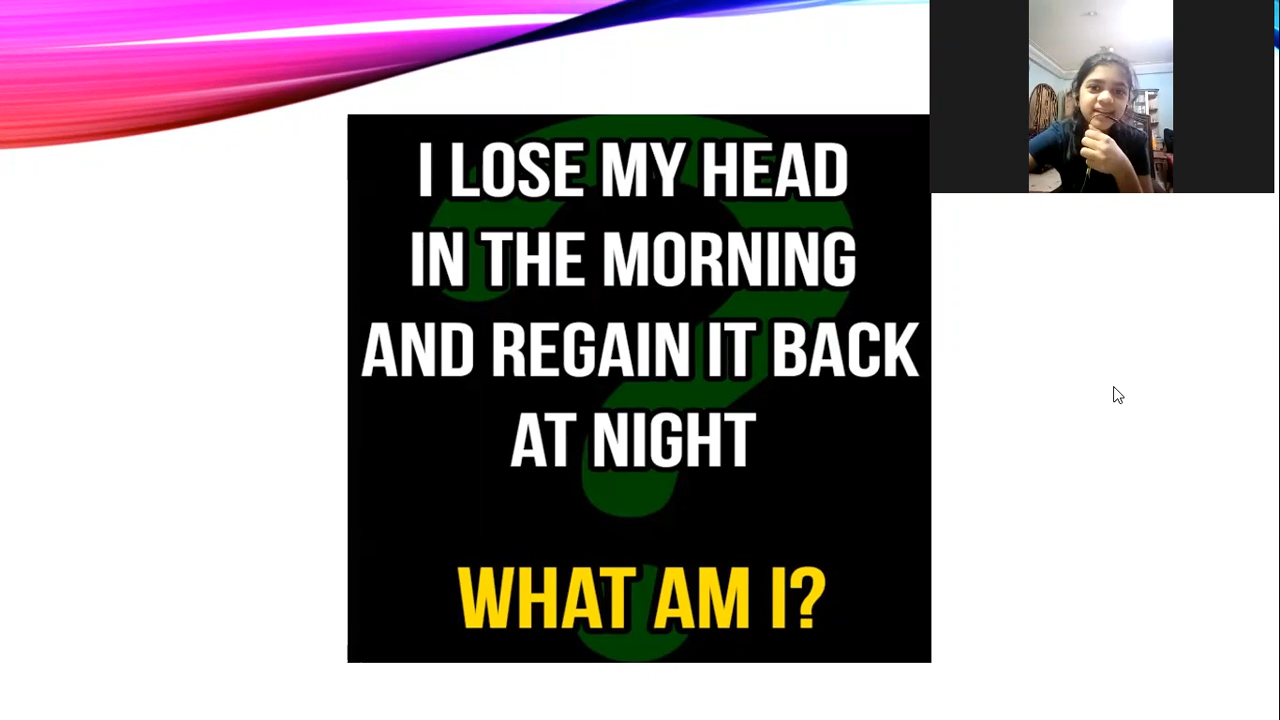 I LOSE MY HEAD
IN THE MORNING
AND REGAIN IT BACK
AT NIGHT
WHAT AM I?